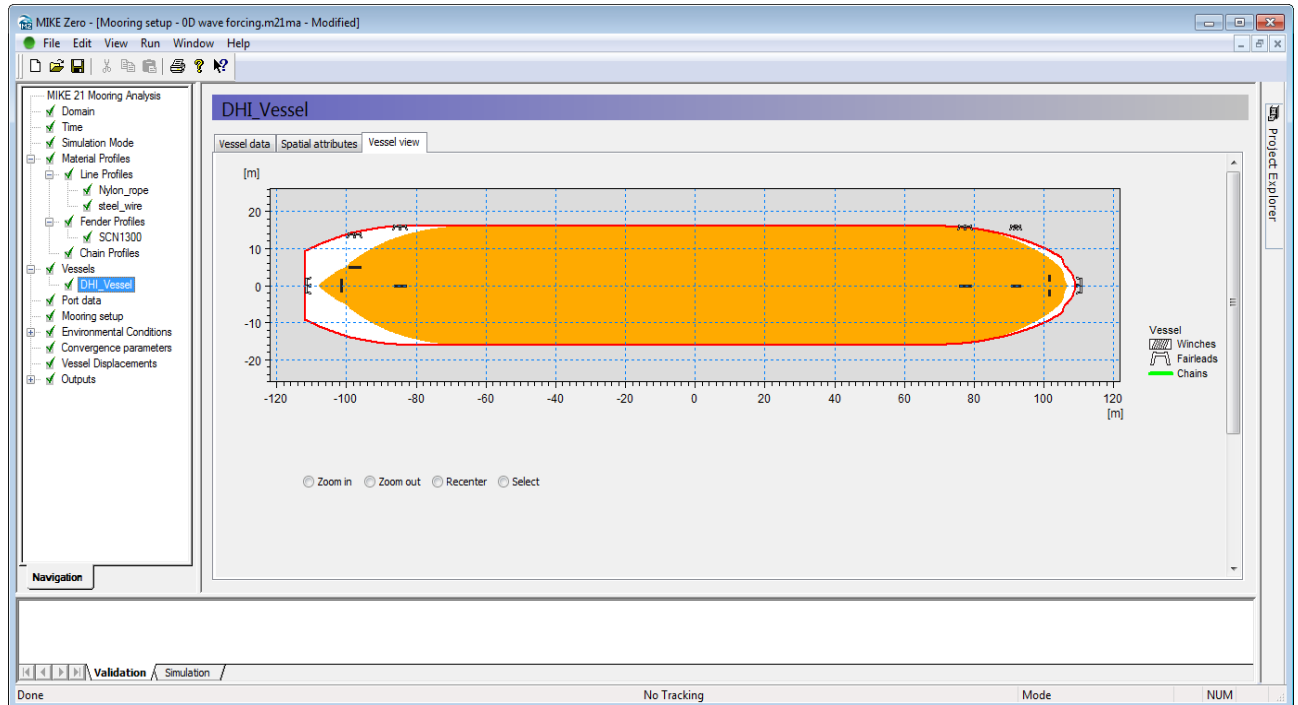 MIKE Zero - [Mooring setup - 0D wave forcing.m21ma - Modified]
File Edit View Run Window Help
MIKE 21 Mooring Analysis
Domain
Time
Simulation Mode
Material Profiles
Line Profiles
Nylon_rope
steel_wire
Fender Profiles
SCN1300
Chain Profiles
Vessels
DHI_Vessel
Port data
Mooring setup
Environmental Conditions
Convergence parameters
Vessel Displacements
Outputs
Navigation
DHI_Vessel
Vessel data Spatial attributes Vessel view
[m]
20
10
0
-10
-20
-120 -100 -80 -60 -40 -20 0 20 40 60 80 100 120
[m]
Vessel
Winches
Fairleads
Chains
Zoom in Zoom out Recenter Select
Project Explorer
Validation Simulation
Done No Tracking Mode NUM